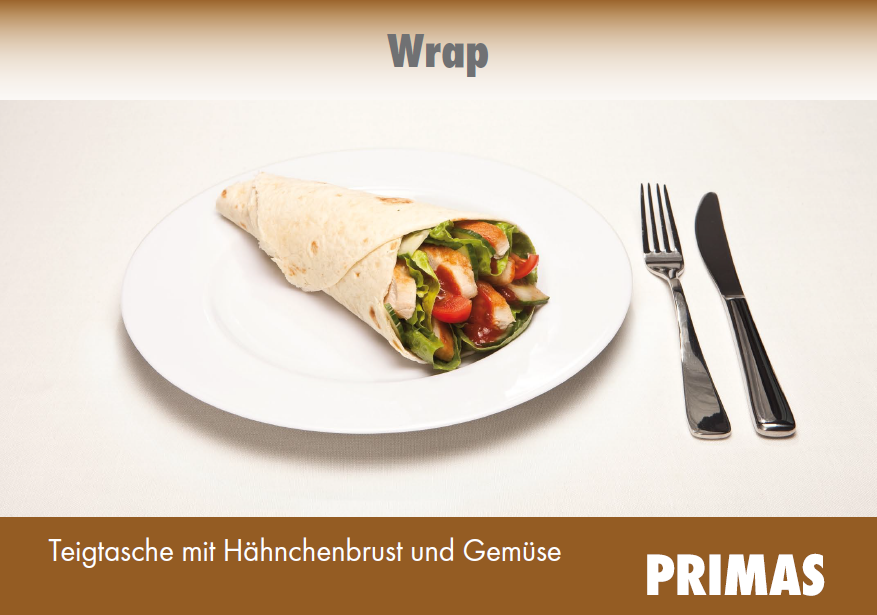 Wrap
Teigtasche mit Hähnchenbrust und Gemüse
PRIMAS